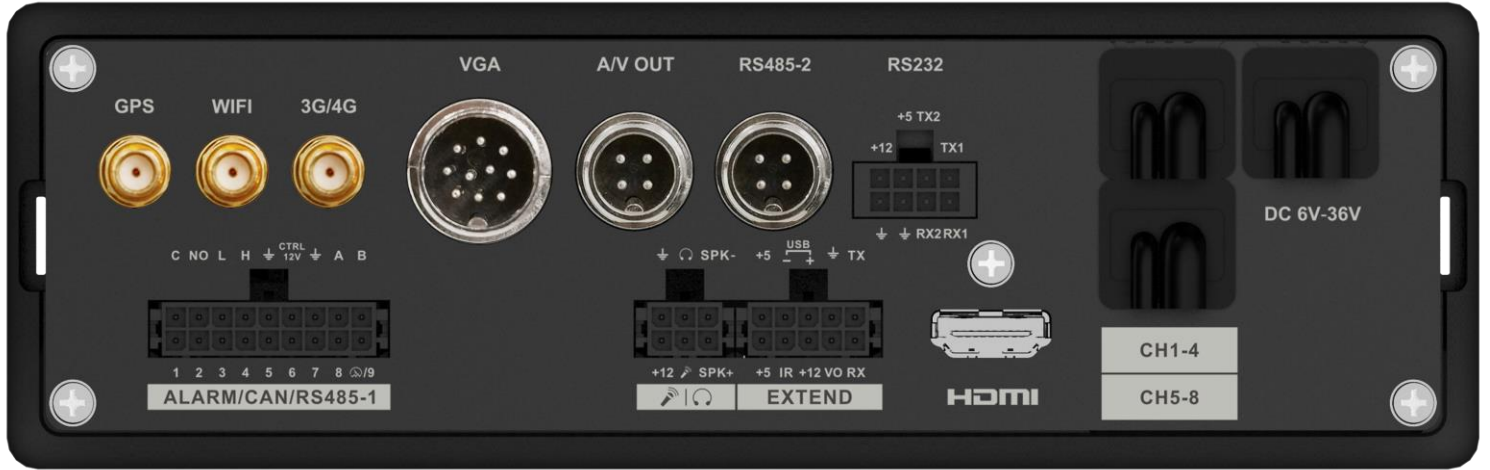 VGA A/V OUT RS485-2 RS232
GPS WIFI 3G/4G
+5 TX2
+12 TX1
DC 6V-36V
RX2 RX1
C NO L H CTRL 12V A B
SPK- +5 USB - + TX
1 2 3 4 5 6 7 8 /9
+12 SPK+ +5 IR +12 VO RX
ALARM/CAN/RS485-1
EXTEND
HDMI
CH1-4
CH5-8